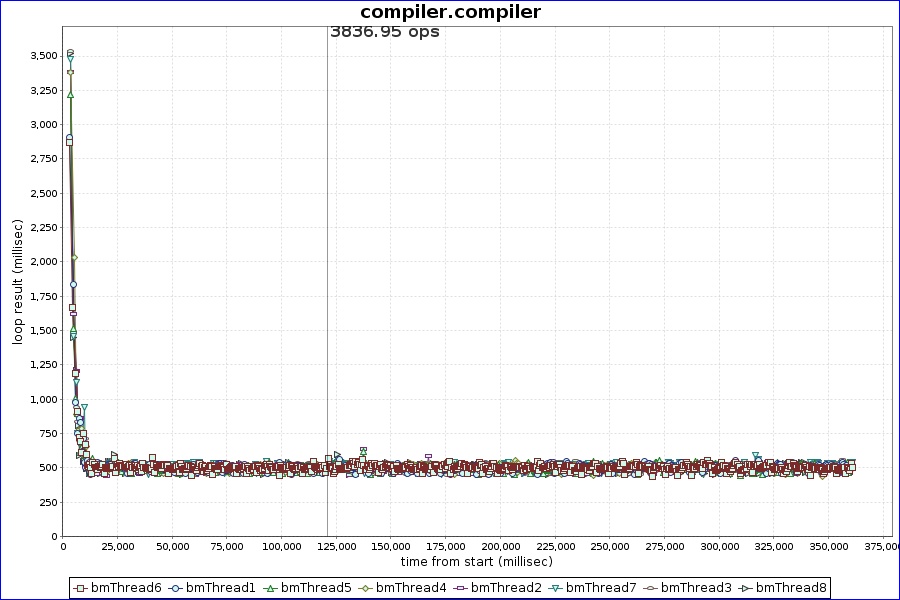 compiler.compiler
3836.95 ops
3,500
3,250
3,000
2,750
2,500
2,250
2,000
1,750
1,500
1,250
1,000
750
500
250
0
loop result (millisec)
0 25,000 50,000 75,000 100,000 125,000 150,000 175,000 200,000 225,000 250,000 275,000 300,000 325,000 350,000 375,00
time from start (millisec)
bmThread6 bmThread1 bmThread5 bmThread4 bmThread2 bmThread7 bmThread3 bmThread8